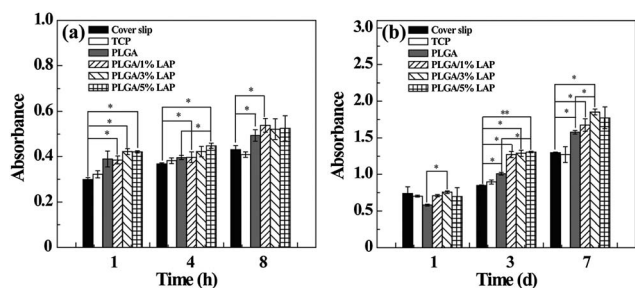 (a)
Cover slip
TCP
PLGA
PLGA/1% LAP
PLGA/3% LAP
PLGA/5% LAP
* * * * * * * *
Absorbance
1.0
0.8
0.6
0.4
0.2
0.0
1 4 8
Time (h)
(b)
Cover slip
TCP
PLGA
PLGA/1% LAP
PLGA/3% LAP
PLGA/5% LAP
* ** * * * * * * * *
Absorbance
3.0
2.5
2.0
1.5
1.0
0.5
0.0
1 3 7
Time (d)